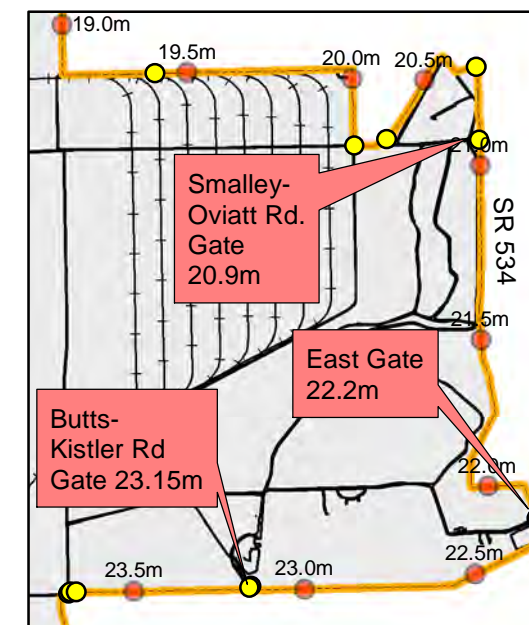 19.0m
19.5m
20.0m
20.5m
21.0m
Smalley-
Oviatt Rd.
Gate
20.9m
SR 534
21.5m
East Gate
22.2m
Butts-
Kistler Rd
Gate 23.15m
22.0m
22.5m
23.0m
23.5m